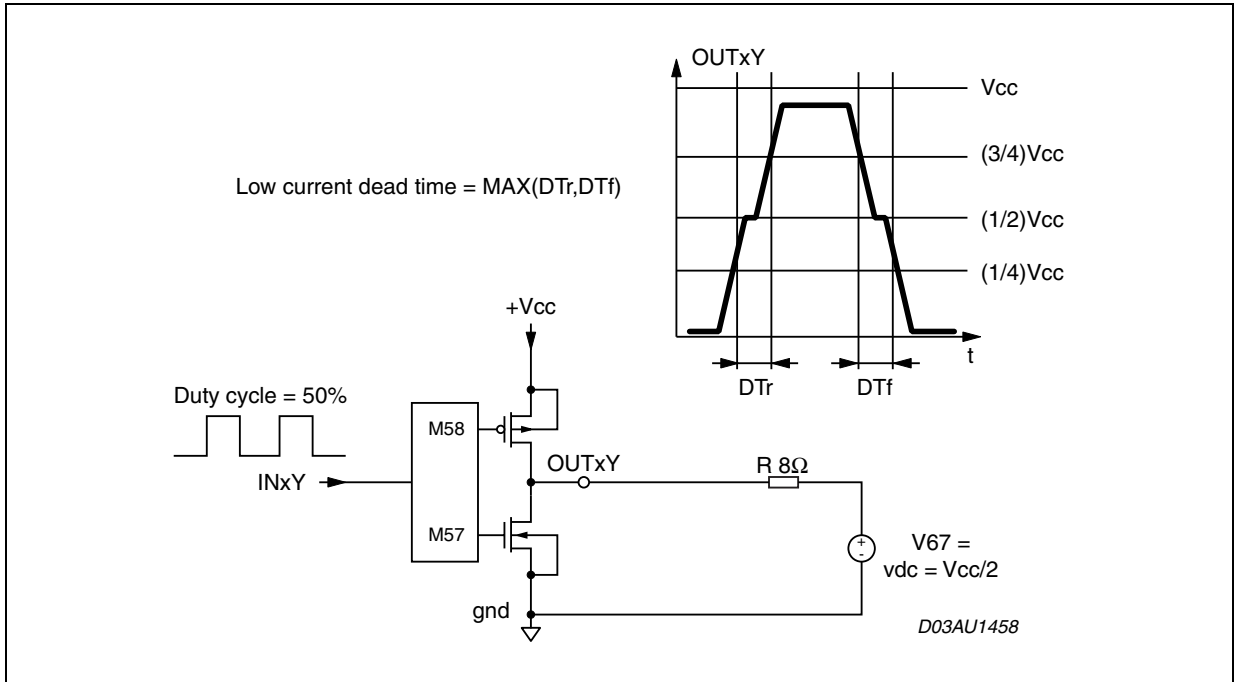 OUTxY
Vcc
(3/4)Vcc
Low current dead time = MAX(DTr,DTf)
(1/2)Vcc
(1/4)Vcc
+Vcc
t
DTr
DTf
Duty cycle = 50%
M58
OUTxY
R 8Ω
INxY
M57
V67 =
vdc = Vcc/2
+
-
gnd
D03AU1458